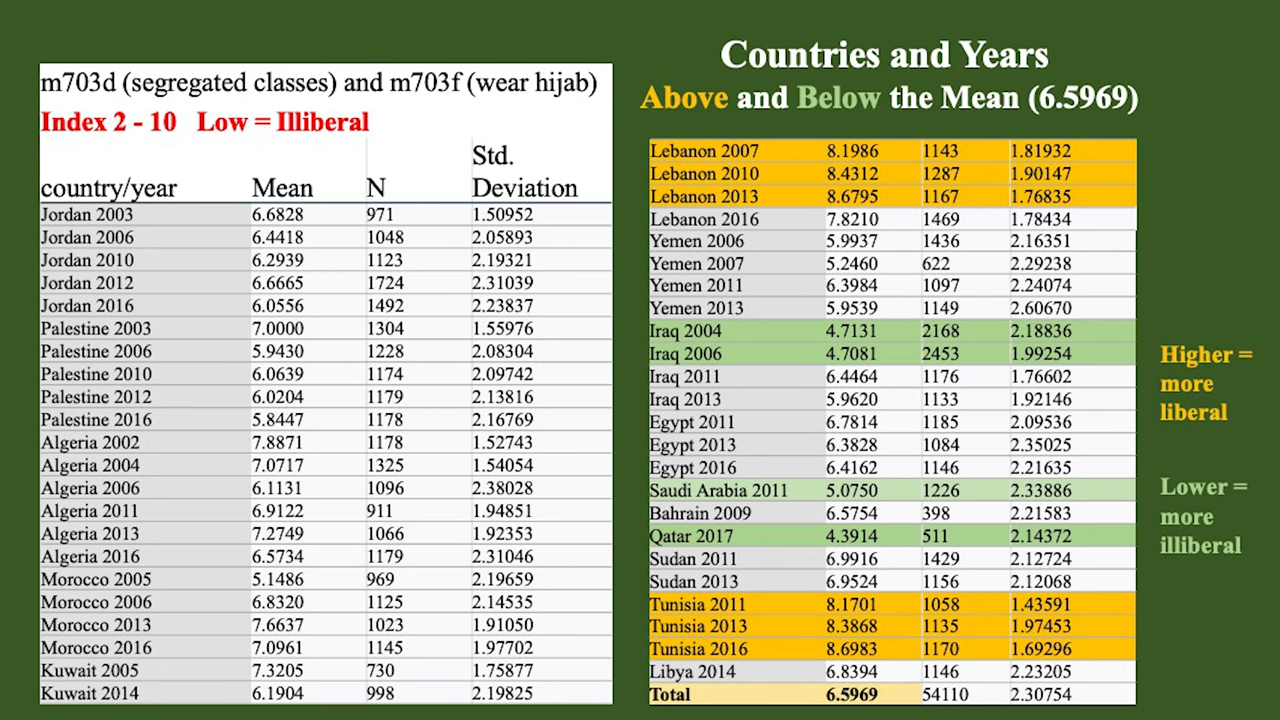 m703d (segregated classes) and m703f (wear hijab)
Index 2 - 10 Low = Illiberal
country/year Mean N Std. Deviation
Jordan 2003 6.6828 971 1.50952
Jordan 2006 6.4418 1048 2.05893
Jordan 2010 6.2939 1123 2.19321
Jordan 2012 6.6665 1724 2.31039
Jordan 2016 6.0556 1492 2.23837
Palestine 2003 7.0000 1304 1.55976
Palestine 2006 5.9430 1228 2.08304
Palestine 2010 6.0639 1174 2.09742
Palestine 2012 6.0204 1179 2.13816
Palestine 2016 5.8447 1178 2.16769
Algeria 2002 7.8871 1178 1.52743
Algeria 2004 7.0717 1325 1.54054
Algeria 2006 6.1131 1096 2.38028
Algeria 2011 6.9122 911 1.94851
Algeria 2013 7.2749 1066 1.92353
Algeria 2016 6.5734 1179 2.31046
Morocco 2005 5.1486 969 2.19659
Morocco 2006 6.8320 1125 2.14535
Morocco 2013 7.6637 1023 1.91050
Morocco 2016 7.0961 1145 1.97702
Kuwait 2005 7.3205 730 1.75877
Kuwait 2014 6.1904 998 2.19825
Countries and Years
Above and Below the Mean (6.5969)
Lebanon 2007 8.1986 1143 1.81932
Lebanon 2010 8.4312 1287 1.90147
Lebanon 2013 8.6795 1167 1.76835
Lebanon 2016 7.8210 1469 1.78434
Yemen 2006 5.9937 1436 2.16351
Yemen 2007 5.2460 622 2.29238
Yemen 2011 6.3984 1097 2.24074
Yemen 2013 5.9539 1149 2.60670
Iraq 2004 4.7131 2168 2.18836
Iraq 2006 4.7081 2453 1.99254
Iraq 2011 6.4464 1176 1.76602
Iraq 2013 5.9620 1133 1.92146
Egypt 2011 6.7814 1185 2.09536
Egypt 2013 6.3828 1084 2.35025
Egypt 2016 6.4162 1146 2.21635
Saudi Arabia 2011 5.0750 1226 2.33886
Bahrain 2009 6.5754 398 2.21583
Qatar 2017 4.3914 511 2.14372
Sudan 2011 6.9916 1429 2.12724
Sudan 2013 6.9524 1156 2.12068
Tunisia 2011 8.1701 1058 1.43591
Tunisia 2013 8.3868 1135 1.97453
Tunisia 2016 8.6983 1170 1.69296
Libya 2014 6.8394 1146 2.23205
Total 6.5969 54110 2.30754
Higher =
more
liberal
Lower =
more
illiberal